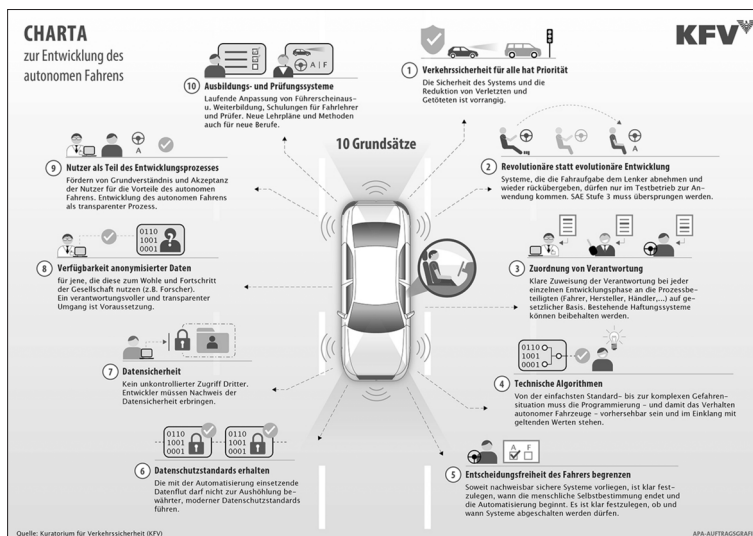 CHARTA
zur Entwicklung des
autonomen Fahrens
KFV
10 Grundsätze
1 Verkehrssicherheit für alle hat Priorität
Die Sicherheit des Systems und die
Reduktion von Verletzten und
Getöteten ist vorrangig.
2 Revolutionäre statt evolutionäre Entwicklung
Systeme, die die Fahraufgabe dem Lenker abnehmen und
wieder rückübergeben, dürfen nur im Testbetrieb zur An-
wendung kommen. SAE Stufe 3 muss übersprungen werden.
A
3 Zuordnung von Verantwortung
Klare Zuweisung der Verantwortung bei jeder
einzelnen Entwicklungsphase an die Prozessbe-
teiligten (Fahrer, Hersteller, Händler,...) auf ge-
setzlicher Basis. Bestehende Haftungssysteme
können beibehalten werden.
0110
1001
0001
4 Technische Algorithmen
Von der einfachsten Standard- bis zur komplexen Gefahren-
situation muss die Programmierung – und damit das Verhalten
autonomer Fahrzeuge – vorhersehbar sein und im Einklang mit
geltenden Werten stehen.
A F
5 Entscheidungsfreiheit des Fahrers begrenzen
Soweit nachweisbar sichere Systeme vorliegen, ist klar fest-
zulegen, wann die menschliche Selbstbestimmung endet und
die Automatisierung beginnt. Es ist klar festzulegen, ob und
wann Systeme abgeschalten werden dürfen.
0110
1001
0001
0110
1001
0001
6 Datenschutzstandards erhalten
Die mit der Automatisierung einsetzende
Datenflut darf nicht zur Aushöhlung be-
währter, moderner Datenschutzstandards
führen.
7 Datensicherheit
Kein unkontrollierter Zugriff Dritter.
Entwickler müssen Nachweis der
Datensicherheit erbringen.
0110
1001
0001
?
8 Verfügbarkeit anonymisierter Daten
für jene, die diese zum Wohle und Fortschritt
der Gesellschaft nutzen (z.B. Forscher).
Ein verantwortungsvoller und transparenter
Umgang ist Voraussetzung.
A
9 Nutzer als Teil des Entwicklungsprozesses
Fördern von Grundverständnis und Akzeptanz
der Nutzer für die Vorteile des autonomen
Fahrens. Entwicklung des autonomen Fahrens
als transparenter Prozess.
A | F
10 Ausbildungs- und Prüfungssysteme
Laufende Anpassung von Führerscheinaus-
u. Weiterbildung, Schulungen für Fahrlehrer
und Prüfer. Neue Lehrpläne und Methoden
auch für neue Berufe.
Quelle: Kuratorium für Verkehrssicherheit (KFV)
APA-AUFTRAGSGRAFIK